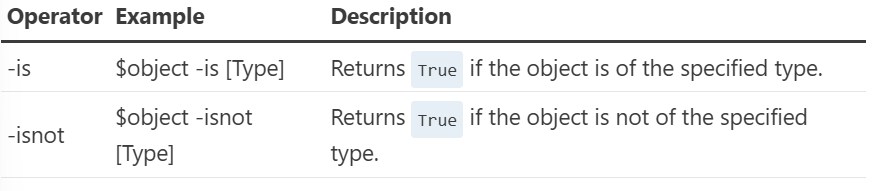 Operator Example Description
-is $object -is [Type] Returns True if the object is of the specified type.
-isnot $object -isnot [Type] Returns True if the object is not of the specified type.